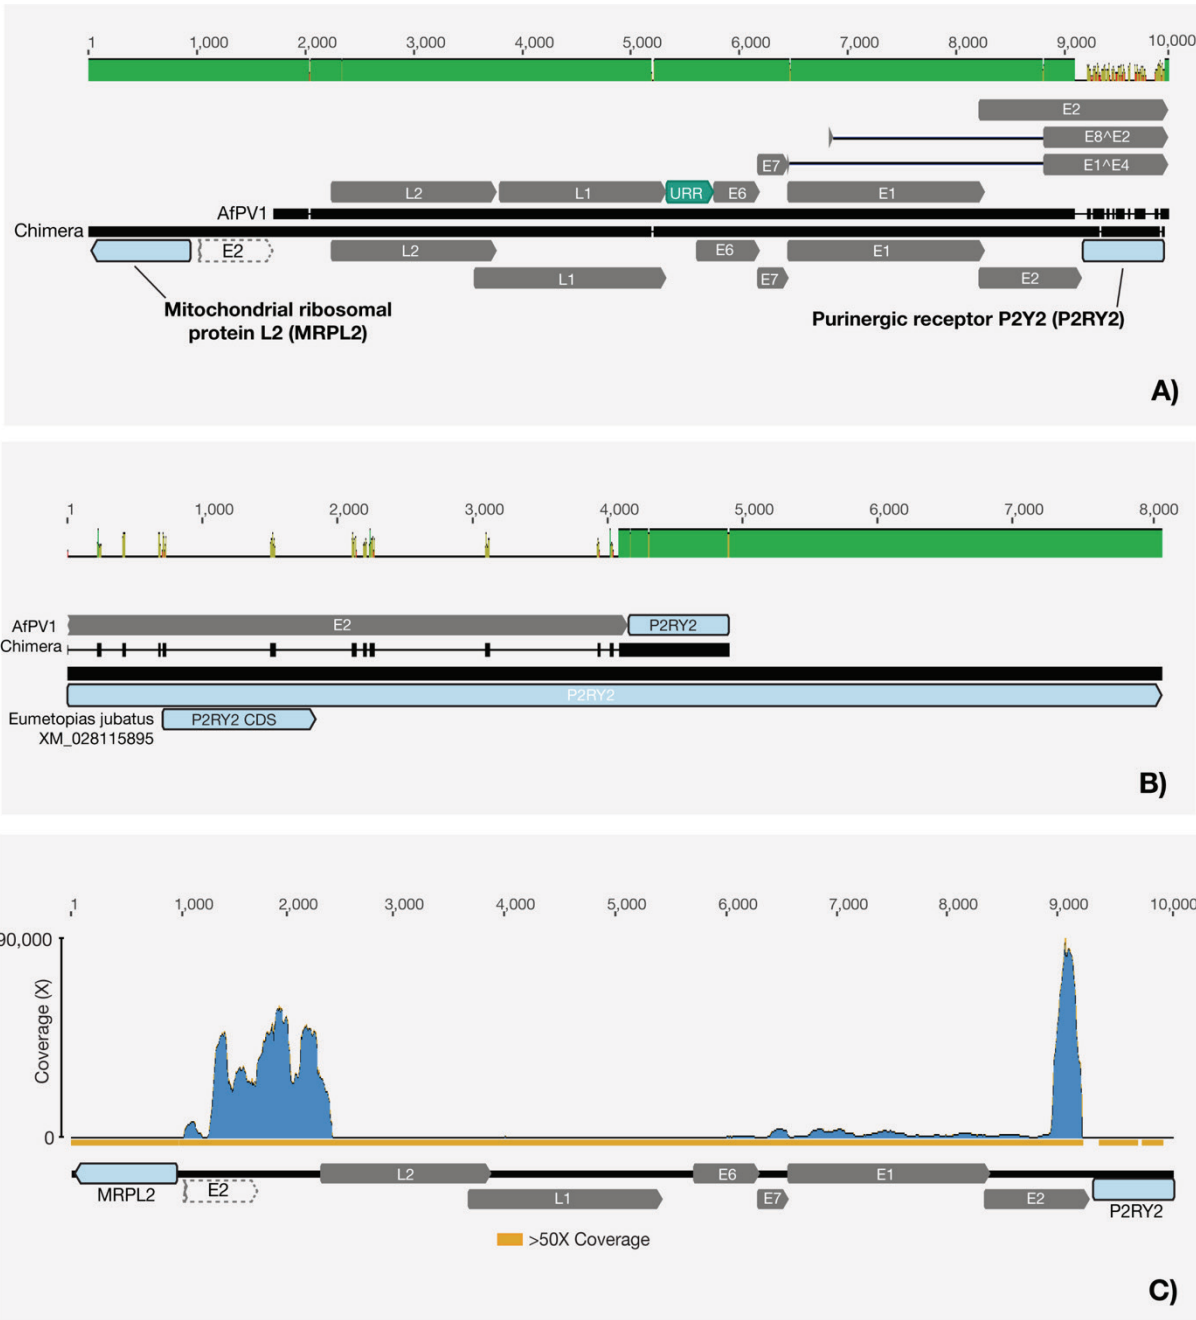 1 1,000 2,000 3,000 4,000 5,000 6,000 7,000 8,000 9,000 10,000
E2
E8^E2
E7 E1^E4
L2 L1 URR E6 E1
AfPV1
Chimera
E2 L2 E6 E1
L1 E7 E2
Mitochondrial ribosomal
protein L2 (MRPL2)
Purinergic receptor P2Y2 (P2RY2)
A)
1 1,000 2,000 3,000 4,000 5,000 6,000 7,000 8,000
AfPV1 E2 P2RY2
Chimera
P2RY2
Eumetopias jubatus P2RY2 CDS
XM_028115895
B)
1 1,000 2,000 3,000 4,000 5,000 6,000 7,000 8,000 9,000 10,000
90,000
Coverage (X)
0
L2 E6 E1
MRPL2 E2 L1 E7 E2
P2RY2
>50X Coverage
C)